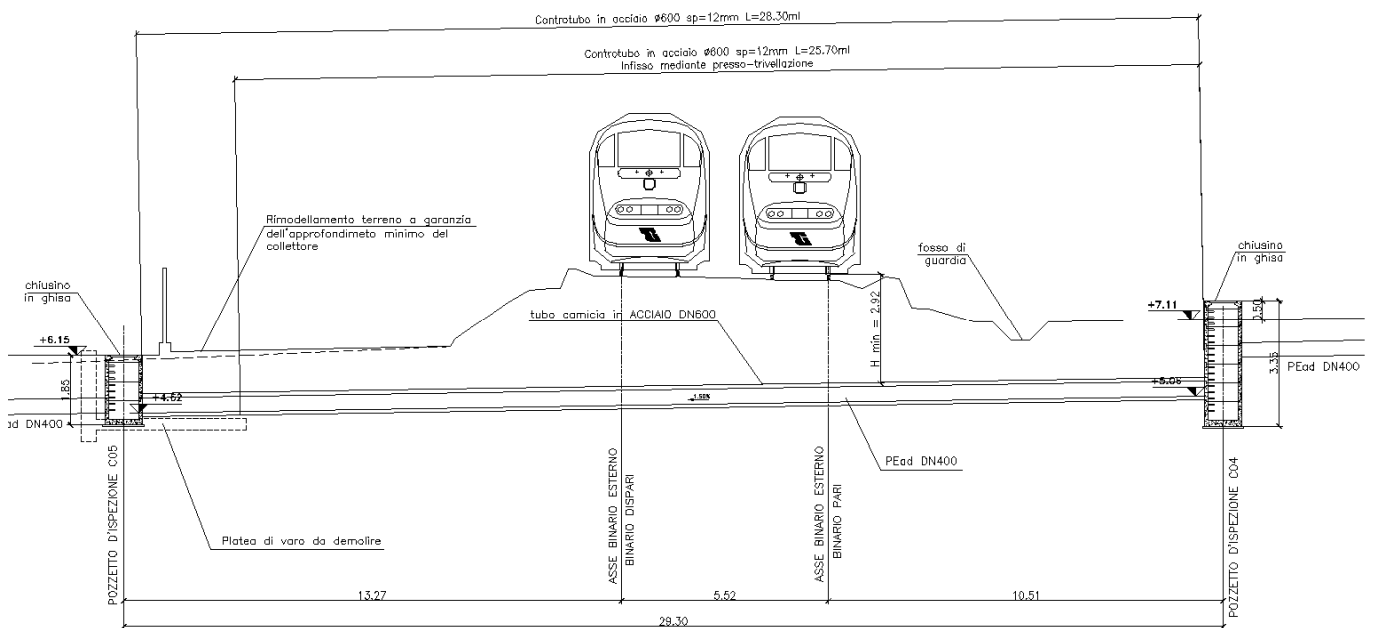 Controtubo in acciaio ø600 sp=12mm L=28.30ml
Controtubo in acciaio ø600 sp=12mm L=25.70ml
Infisso mediante presso-trivellazione
Rimodellamento terreno a garanzia
dell'approfondimeto minimo del
collettore
fosso di
guardia
chiusino
in ghisa
chiusino
in ghisa
tubo camicia in ACCIAIO DN600
H min = 2.92
+7.11
0.50
3.35
+6.15
1.85
+4.62
+5.06
1.50%
PEad DN400
ad DN400
PEad DN400
Platea di varo da demolire
POZZETTO D'ISPEZIONE C05
ASSE BINARIO ESTERNO
BINARIO DISPARI
ASSE BINARIO ESTERNO
BINARIO PARI
POZZETTO D'ISPEZIONE C04
13.27
5.52
10.51
29.30